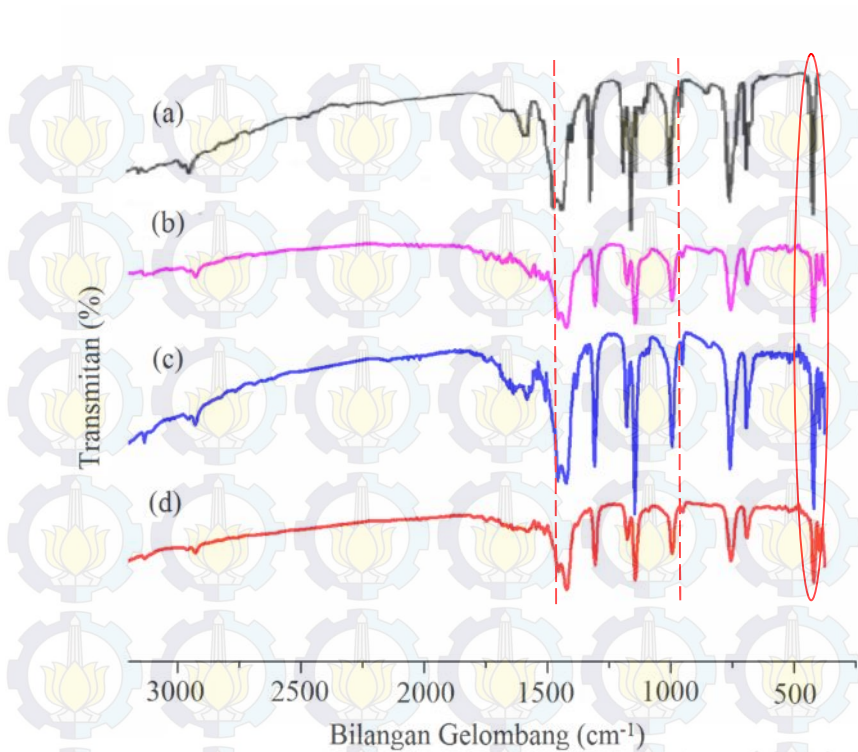 (a)
(b)
(c)
(d)
Transmitan (%)
3000 2500 2000 1500 1000 500
Bilangan Gelombang (cm⁻¹)